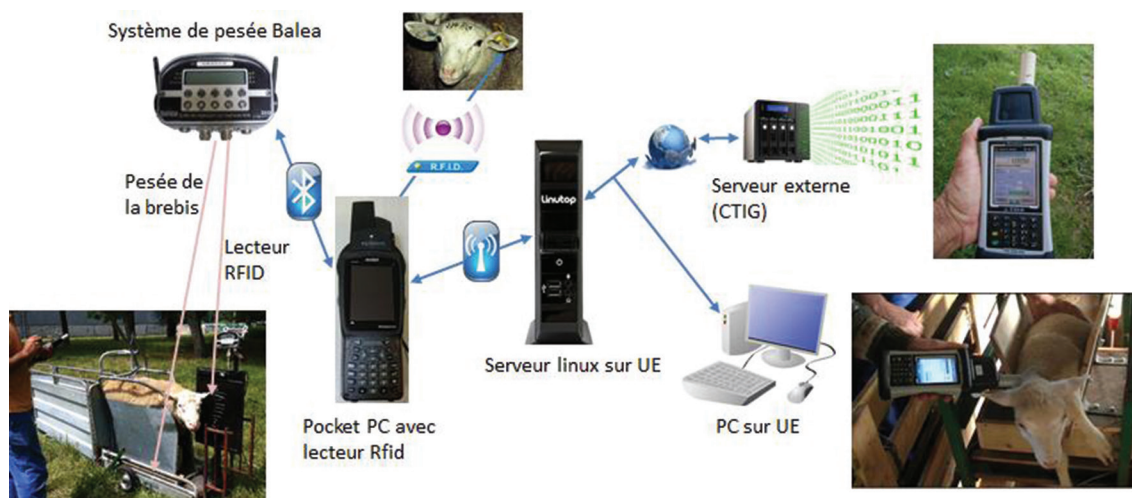 Système de pesée Balea
R.F.I.D.
Pesée de
la brebis
Lecteur
RFID
Linutop
Serveur externe
(CTIG)
Serveur linux sur UE
Pocket PC avec
lecteur Rfid
PC sur UE